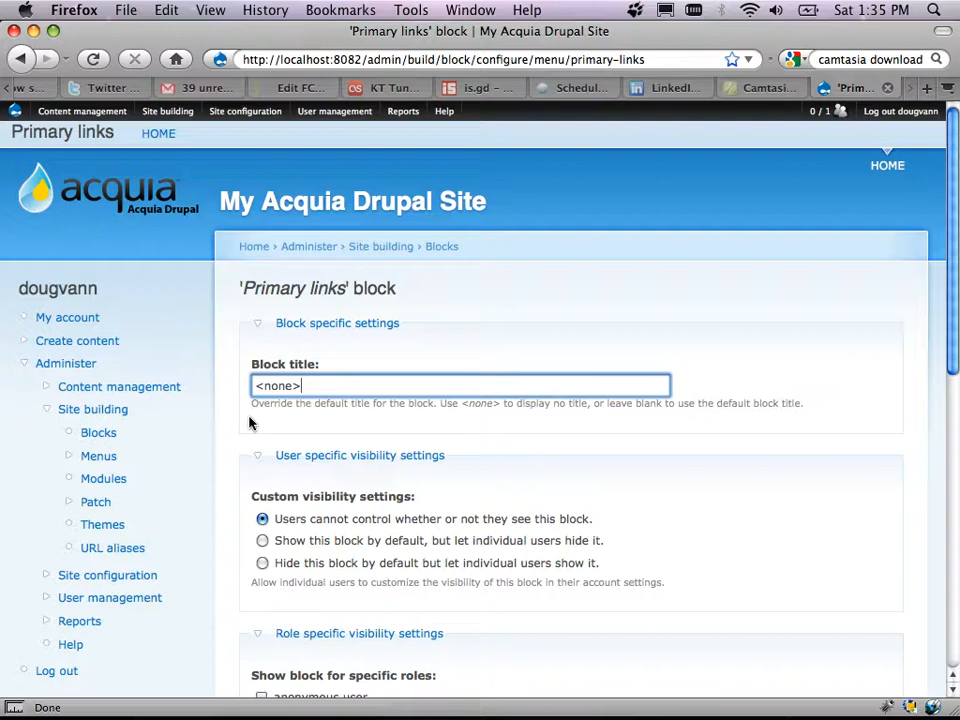 Firefox File Edit View History Bookmarks Tools Window Help Sat 1:35 PM
'Primary links' block | My Acquia Drupal Site
http://localhost:8082/admin/build/block/configure/menu/primary-links camtasia download
ow s... Twitter ... 39 unre... Edit FC... KT Tun... is.gd – ... Schedul... LinkedI... Camtasi... 'Prim...
Content management Site building Site configuration User management Reports Help 0 / 1 Log out dougvann
Primary links HOME
HOME
acquia
Acquia Drupal
My Acquia Drupal Site
Home › Administer › Site building › Blocks
dougvann
My account
Create content
Administer
Content management
Site building
Blocks
Menus
Modules
Patch
Themes
URL aliases
Site configuration
User management
Reports
Help
Log out
'Primary links' block
Block specific settings
Block title:
<none>
Override the default title for the block. Use <none> to display no title, or leave blank to use the default block title.
User specific visibility settings
Custom visibility settings:
Users cannot control whether or not they see this block.
Show this block by default, but let individual users hide it.
Hide this block by default but let individual users show it.
Allow individual users to customize the visibility of this block in their account settings.
Role specific visibility settings
Show block for specific roles:
anonymous user
Done